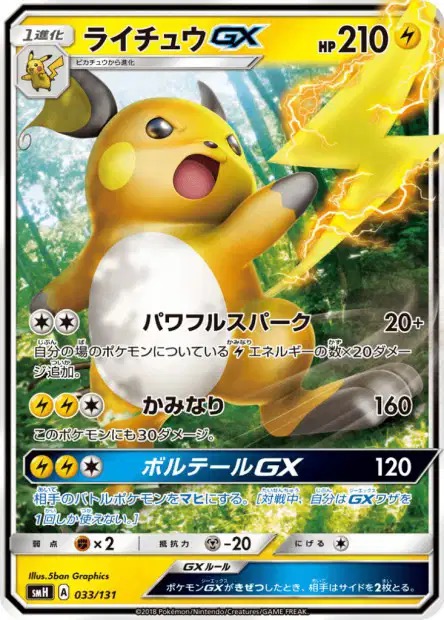 1進化 ライチュウGX HP210
ピカチュウから進化
パワフルスパーク 20+
自分の場のポケモンについているエネルギーの数×20ダメ
ージ追加。
かみなり 160
このポケモンにも30ダメージ。
ボルテールGX 120
相手のバトルポケモンをマヒにする。[対戦中、自分はGXワザを
1回しか使えない。]
弱点 ×2 抵抗力 -20 にげる
GXルール
Illus.5ban Graphics
ポケモンGXがきぜつしたとき、相手はサイドを2枚とる。
SMH A 033/131
©2018 Pokémon/Nintendo/Creatures/GAME FREAK.